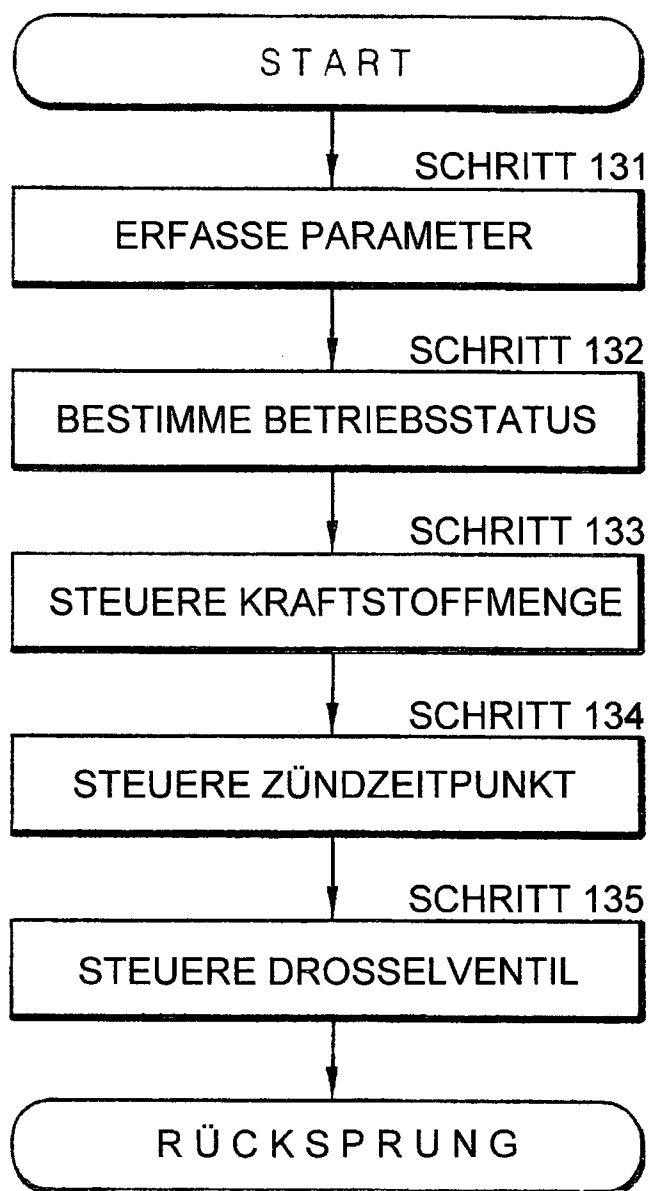 START
SCHRITT 131
ERFASSE PARAMETER
SCHRITT 132
BESTIMME BETRIEBSSTATUS
SCHRITT 133
STEUERE KRAFTSTOFFMENGE
SCHRITT 134
STEUERE ZÜNDZEITPUNKT
SCHRITT 135
STEUERE DROSSELVENTIL
RÜCKSPRUNG